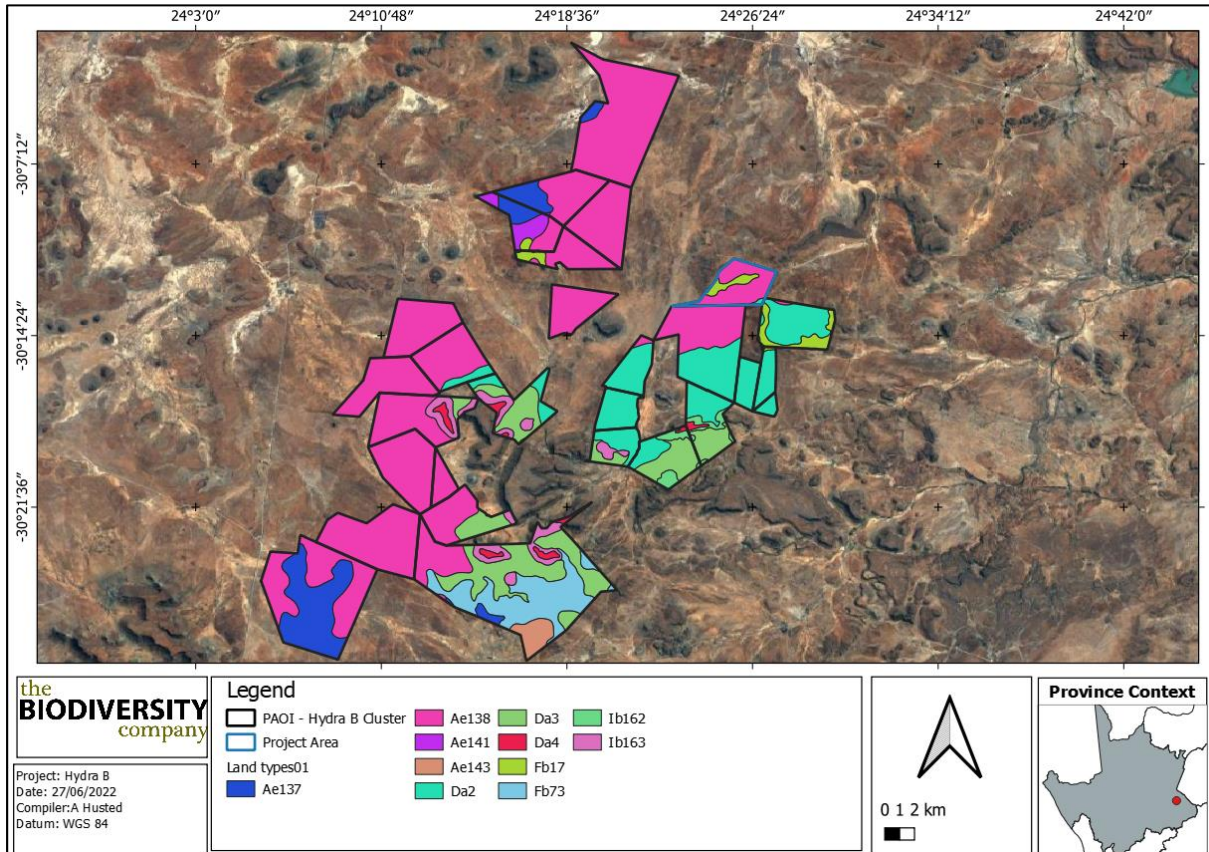 24°3′0″ 24°10′48″ 24°18′36″ 24°26′24″ 24°34′12″ 24°42′0″
-30°7′12″
-30°14′24″
-30°21′36″
the
BIODIVERSITY
company
Project: Hydra B
Date: 27/06/2022
Compiler:A Husted
Datum: WGS 84
Legend
PAOI - Hydra B Cluster
Project Area
Land types01
Ae137
Ae138
Ae141
Ae143
Da2
Da3
Da4
Fb17
Fb73
Ib162
Ib163
0 1 2 km
Province Context